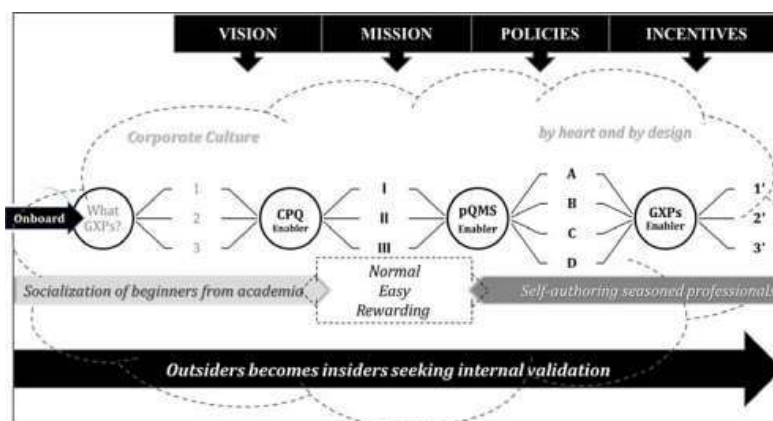 VISION MISSION POLICIES INCENTIVES
Corporate Culture by heart and by design
Onboard
What
GXPs?
1
2
3
CPQ
Enabler
I
II
III
pQMS
Enabler
A
B
C
D
GXPs
Enabler
1'
2'
3'
Socialization of beginners from academia
Normal
Easy
Rewarding
Self-authoring seasoned professionals
Outsiders becomes insiders seeking internal validation